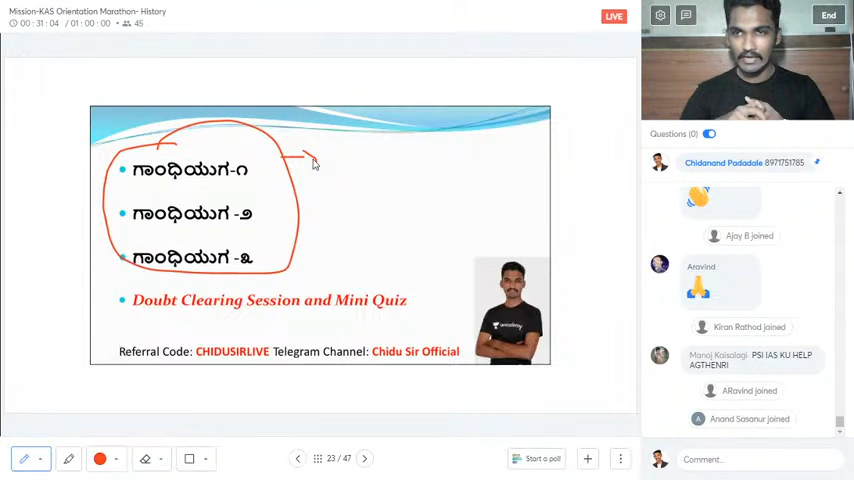 Mission-KAS Orientation Marathon- History
00 : 31 : 04 / 01 : 00 : 00 • 45
LIVE
End
ಗಾಂಧಿಯುಗ-೧
ಗಾಂಧಿಯುಗ -೨
ಗಾಂಧಿಯುಗ -೩
Doubt Clearing Session and Mini Quiz
Referral Code: CHIDUSIRLIVE Telegram Channel: Chidu Sir Official
unacademy
Questions (0)
Chidanand Padadale 8971751785
Ajay B joined
Aravind
Kiran Rathod joined
Manoj Kaisalagi PSI IAS KU HELP
AGTHENRI
ARavind joined
A Anand Sasanur joined
23 / 47
Start a poll
Comment...